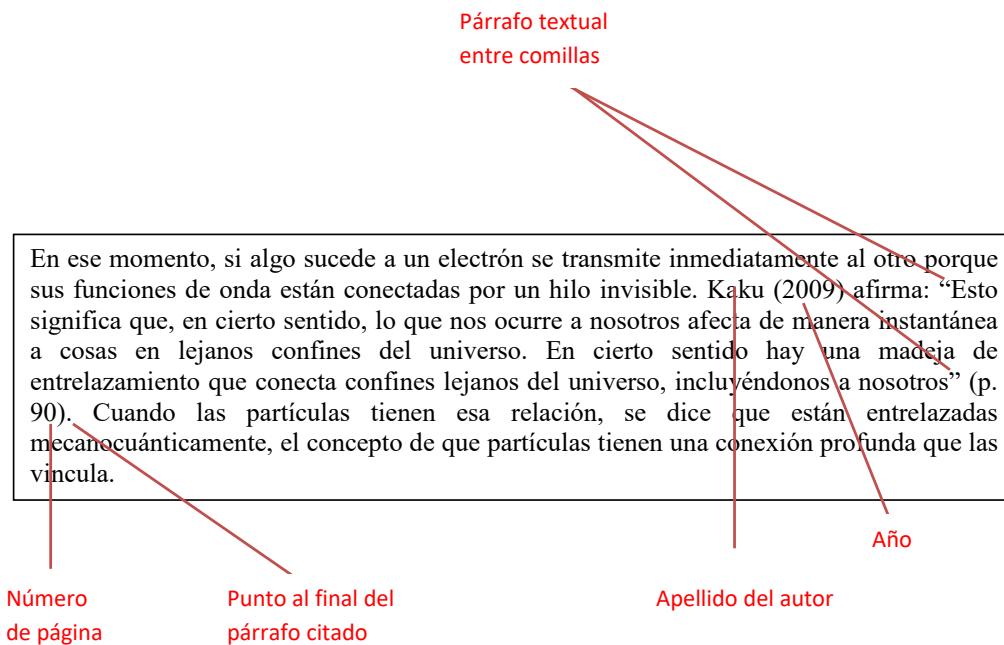 Párrafo textual
entre comillas
En ese momento, si algo sucede a un electrón se transmite inmediatamente al otro porque
sus funciones de onda están conectadas por un hilo invisible. Kaku (2009) afirma: “Esto
significa que, en cierto sentido, lo que nos ocurre a nosotros afecta de manera instantánea
a cosas en lejanos confines del universo. En cierto sentido hay una madeja de
entrelazamiento que conecta confines lejanos del universo, incluyéndonos a nosotros” (p.
90). Cuando las partículas tienen esa relación, se dice que están entrelazadas
mecanocuánticamente, el concepto de que partículas tienen una conexión profunda que las
vincula.
Año
Número
de página
Punto al final del
párrafo citado
Apellido del autor